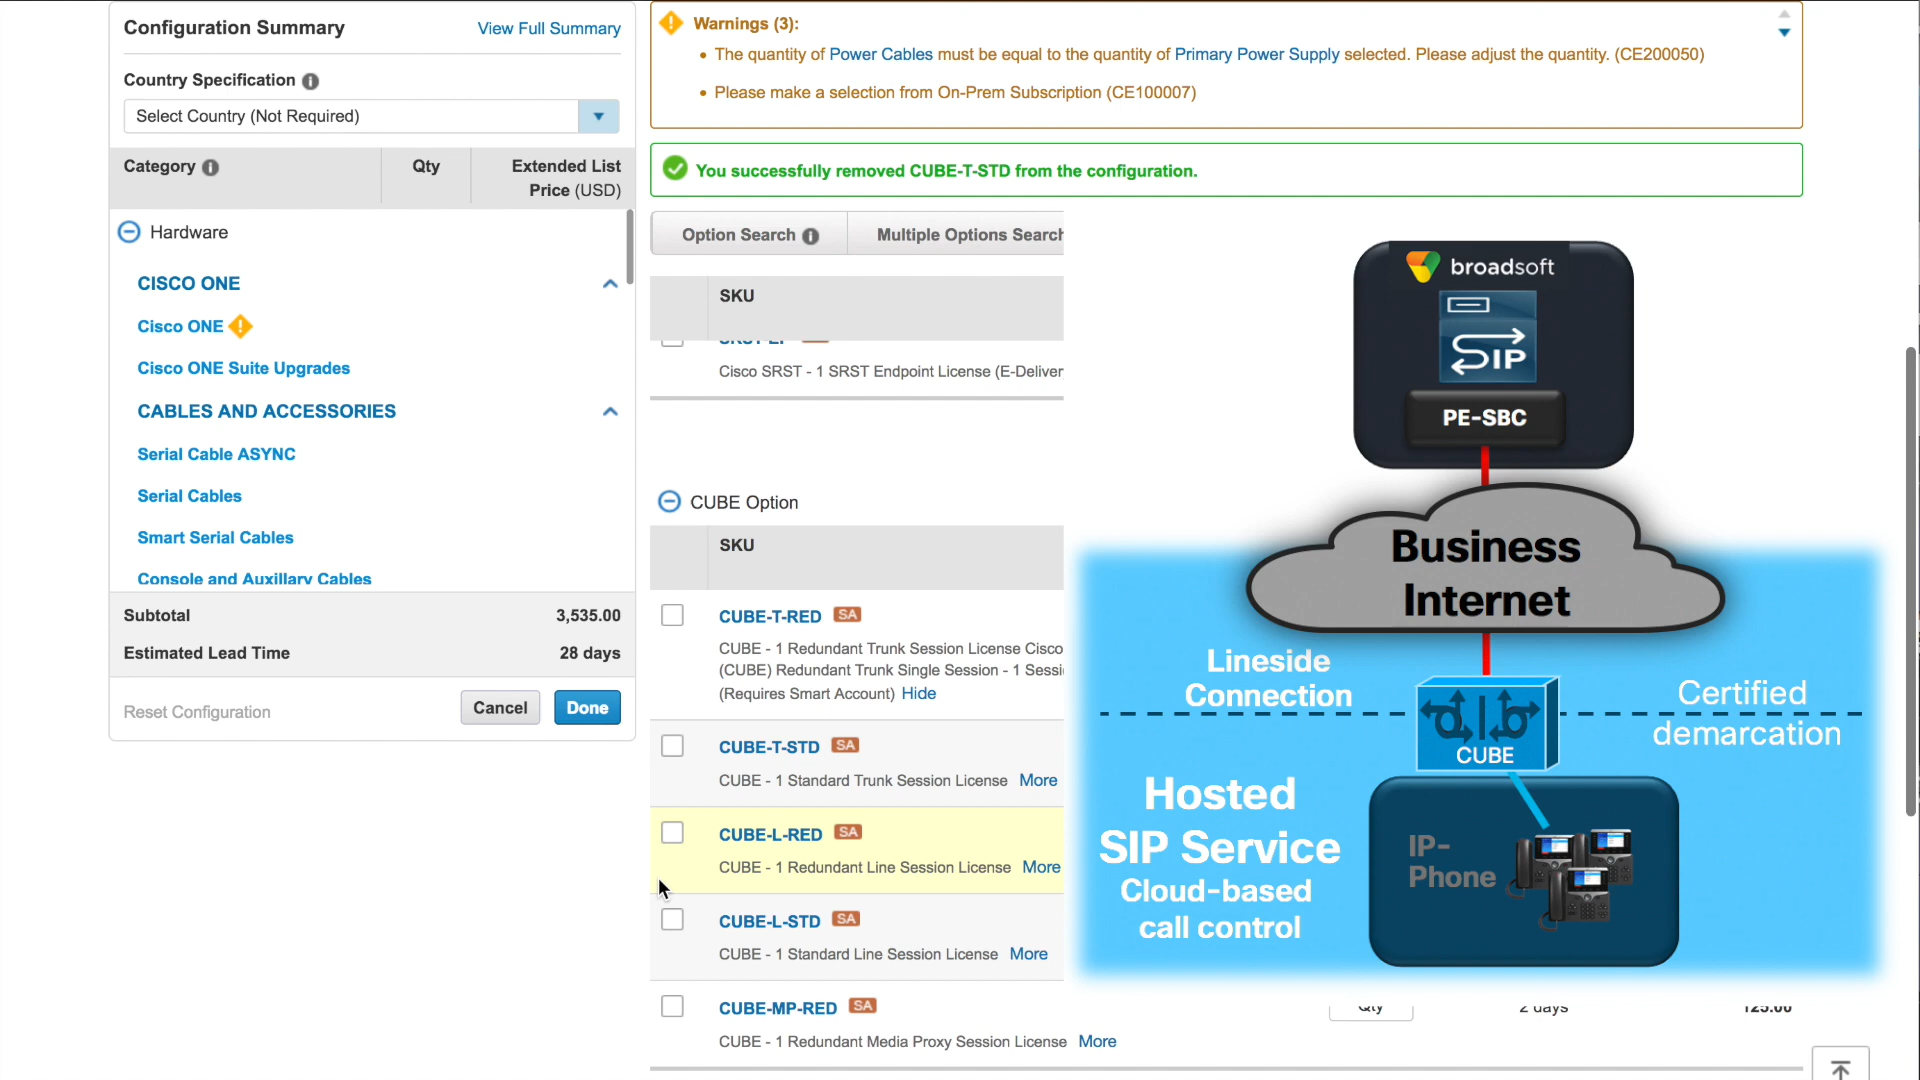 Configuration Summary
View Full Summary
Country Specification
Select Country (Not Required)
Category
Qty
Extended List
Price (USD)
Hardware
CISCO ONE
Cisco ONE
Cisco ONE Suite Upgrades
CABLES AND ACCESSORIES
Serial Cable ASYNC
Serial Cables
Smart Serial Cables
Console and Auxiliary Cables
Subtotal
3,535.00
Estimated Lead Time
28 days
Reset Configuration
Cancel
Done
Warnings (3):
The quantity of Power Cables must be equal to the quantity of Primary Power Supply selected. Please adjust the quantity. (CE200050)
Please make a selection from On-Prem Subscription (CE100007)
You successfully removed CUBE-T-STD from the configuration.
Option Search
Multiple Options Search
SKU
Cisco SRST - 1 SRST Endpoint License (E-Deliver
CUBE Option
SKU
CUBE-T-RED SA
CUBE - 1 Redundant Trunk Session License Cisco
(CUBE) Redundant Trunk Single Session - 1 Sessi
(Requires Smart Account) Hide
CUBE-T-STD SA
CUBE - 1 Standard Trunk Session License More
CUBE-L-RED SA
CUBE - 1 Redundant Line Session License More
CUBE-L-STD SA
CUBE - 1 Standard Line Session License More
CUBE-MP-RED SA
CUBE - 1 Redundant Media Proxy Session License More
Qty
2 days
125.00
broadsoft
SIP
PE-SBC
Business
Internet
Lineside
Connection
Certified
demarcation
CUBE
Hosted
SIP Service
Cloud-based
call control
IP-
Phone